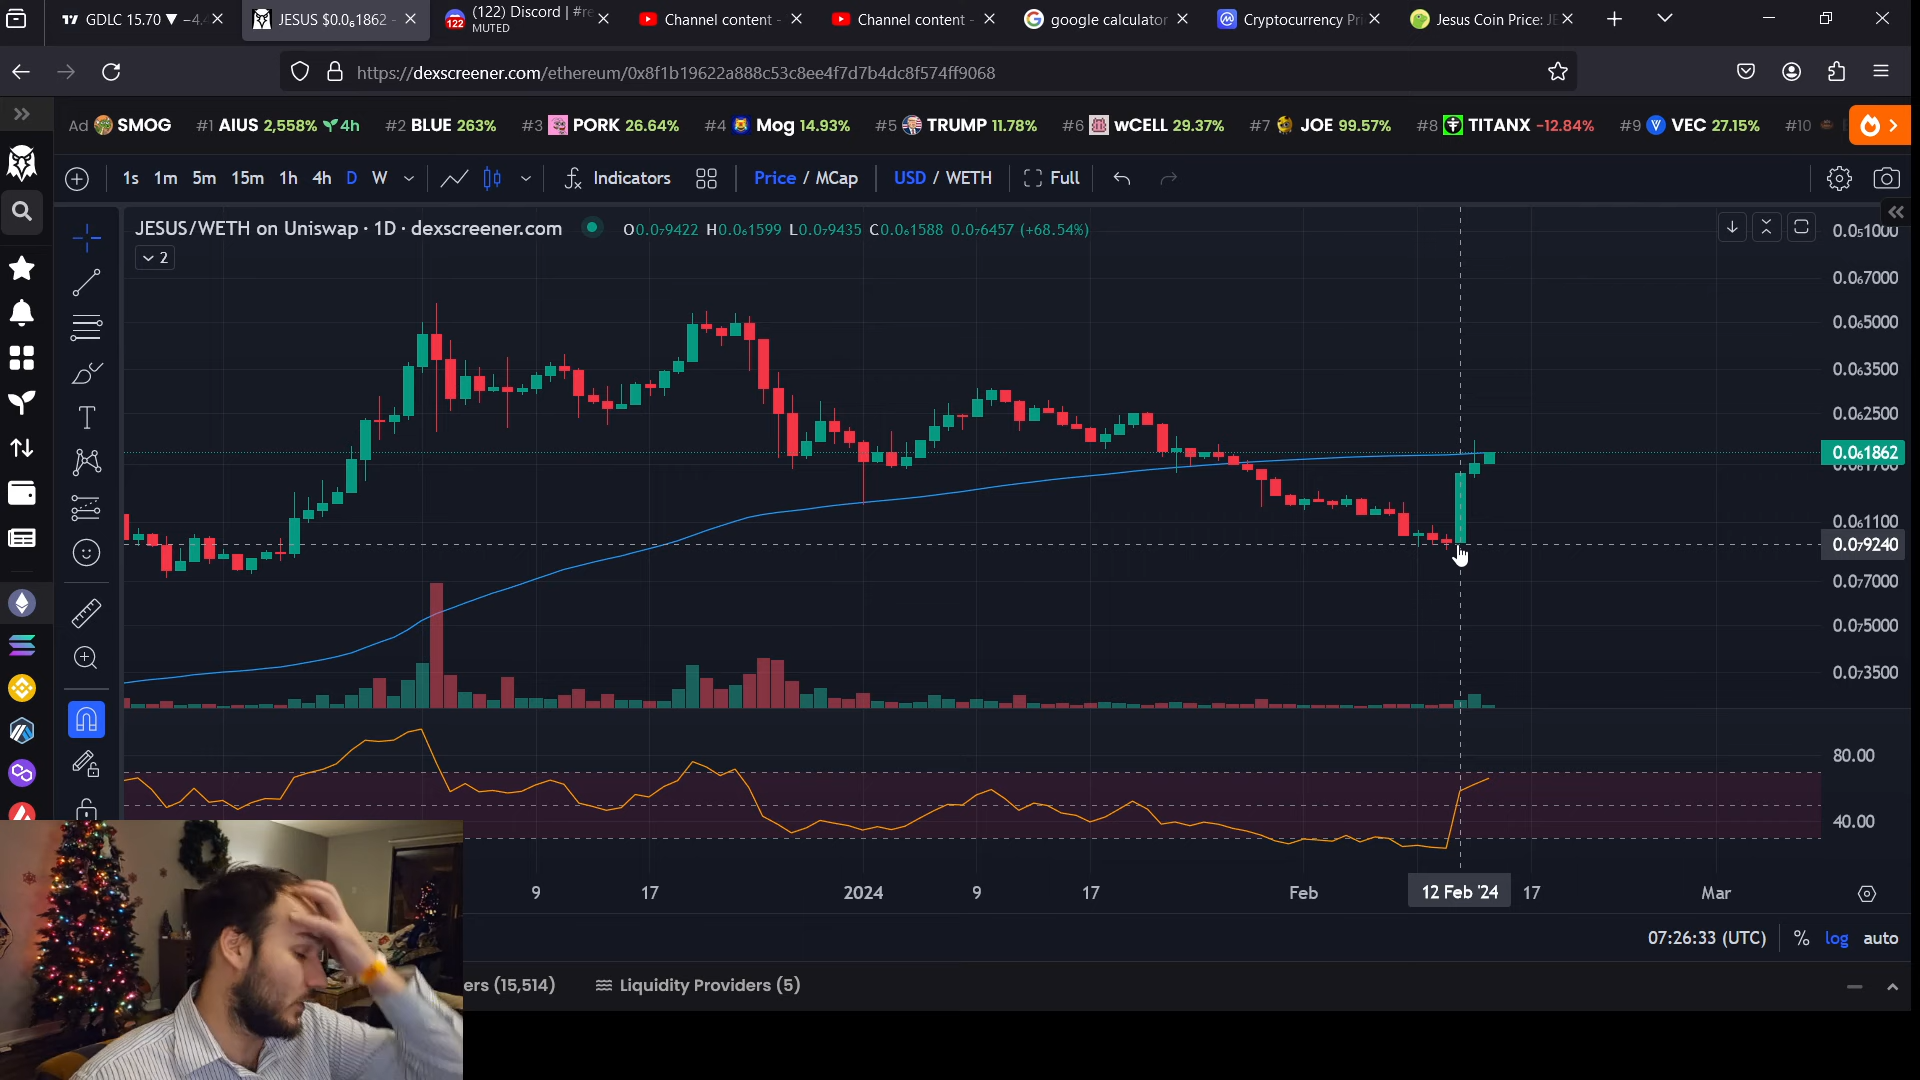 GDLC 15.70 ▼ −4.
JESUS $0.0₆1862 -
(122) Discord | #re
MUTED
122
Channel content -
Channel content -
google calculator
Cryptocurrency Pri
Jesus Coin Price: JE
https://dexscreener.com/ethereum/0x8f1b19622a888c53c8ee4f7d7b4dc8f574ff9068
Ad SMOG #1 AIUS 2,558% 4h #2 BLUE 263% #3 PORK 26.64% #4 Mog 14.93% #5 TRUMP 11.78% #6 wCELL 29.37% #7 JOE 99.57% #8 TITANX -12.84% #9 VEC 27.15% #10
1s 1m 5m 15m 1h 4h D W Indicators Price / MCap USD / WETH Full
JESUS/WETH on Uniswap · 1D · dexscreener.com O0.0₇9422 H0.0₆1599 L0.0₇9435 C0.0₆1588 0.0₇6457 (+68.54%)
2
0.0₅1000
0.0₆7000
0.0₆5000
0.0₆3500
0.0₆2500
0.0₆1862
0.0₆1700
0.0₆1100
0.0₇9240
0.0₇7000
0.0₇5000
0.0₇3500
80.00
40.00
9 17 2024 9 17 Feb 12 Feb '24 17 Mar
07:26:33 (UTC) % log auto
ers (15,514) Liquidity Providers (5)